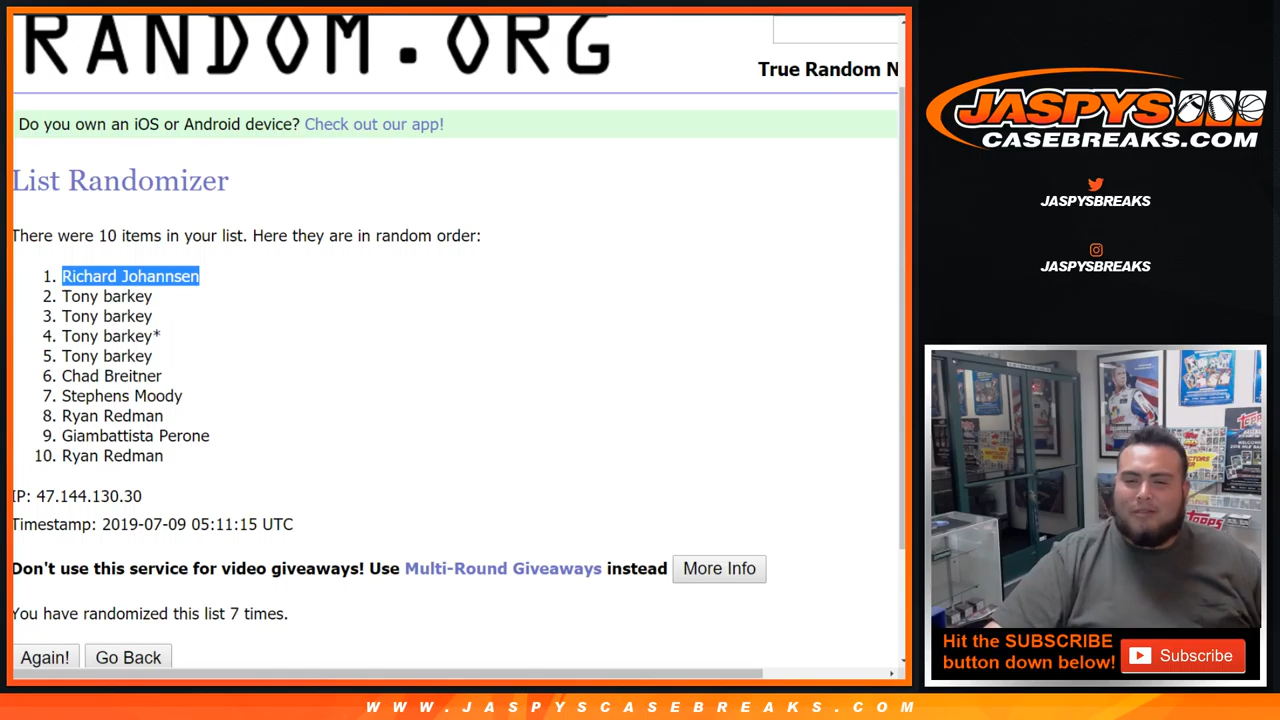 RANDOM.ORG
True Random N
Do you own an iOS or Android device? Check out our app!
List Randomizer
There were 10 items in your list. Here they are in random order:
1. Richard Johannsen
2. Tony barkey
3. Tony barkey
4. Tony barkey*
5. Tony barkey
6. Chad Breitner
7. Stephens Moody
8. Ryan Redman
9. Giambattista Perone
10. Ryan Redman
IP: 47.144.130.30
Timestamp: 2019-07-09 05:11:15 UTC
Don't use this service for video giveaways! Use Multi-Round Giveaways instead More Info
You have randomized this list 7 times.
Again! Go Back
JASPYS
CASEBREAKS.COM
JASPYSBREAKS
JASPYSBREAKS
Topps
Topps
Hit the SUBSCRIBE
button down below!
Subscribe
WWW.JASPYSCASEBREAKS.COM